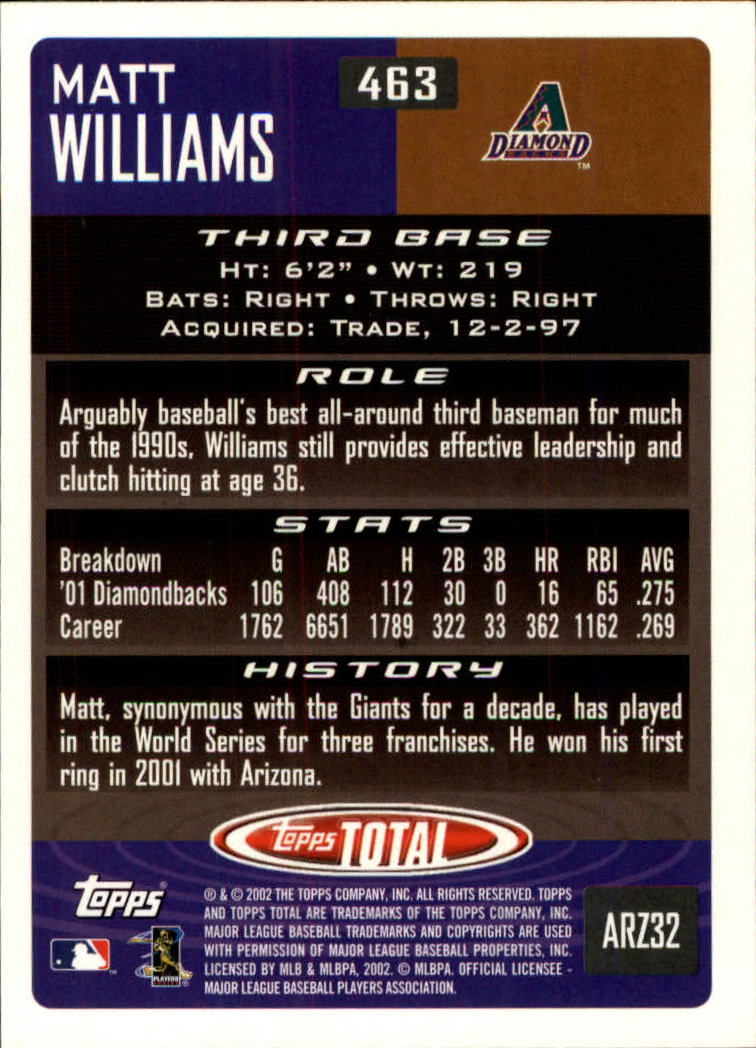 MATT
WILLIAMS
463
DIAMOND
BACKS
TM
THIRD BASE
HT: 6'2" • WT: 219
BATS: RIGHT • THROWS: RIGHT
ACQUIRED: TRADE, 12-2-97
ROLE
Arguably baseball's best all-around third baseman for much
of the 1990s, Williams still provides effective leadership and
clutch hitting at age 36.
STATS
Breakdown G AB H 2B 3B HR RBI AVG
'01 Diamondbacks 106 408 112 30 0 16 65 .275
Career 1762 6651 1789 322 33 362 1162 .269
HISTORY
Matt, synonymous with the Giants for a decade, has played
in the World Series for three franchises. He won his first
ring in 2001 with Arizona.
topps TOTAL
topps®
® & © 2002 THE TOPPS COMPANY, INC. ALL RIGHTS RESERVED. TOPPS
AND TOPPS TOTAL ARE TRADEMARKS OF THE TOPPS COMPANY, INC.
MAJOR LEAGUE BASEBALL TRADEMARKS AND COPYRIGHTS ARE USED
WITH PERMISSION OF MAJOR LEAGUE BASEBALL PROPERTIES, INC.
LICENSED BY MLB & MLBPA, 2002. © MLBPA. OFFICIAL LICENSEE -
MAJOR LEAGUE BASEBALL PLAYERS ASSOCIATION.
ARZ32
PLAYERS